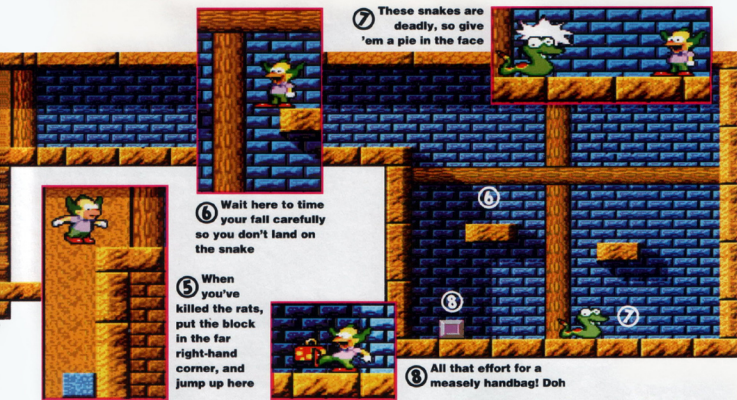 5 When
you've
killed the rats,
put the block
in the far
right-hand
corner, and
jump up here
6 Wait here to time
your fall carefully
so you don't land on
the snake
7 These snakes are
deadly, so give
'em a pie in the face
6
8
7
8 All that effort for a
measely handbag! Doh